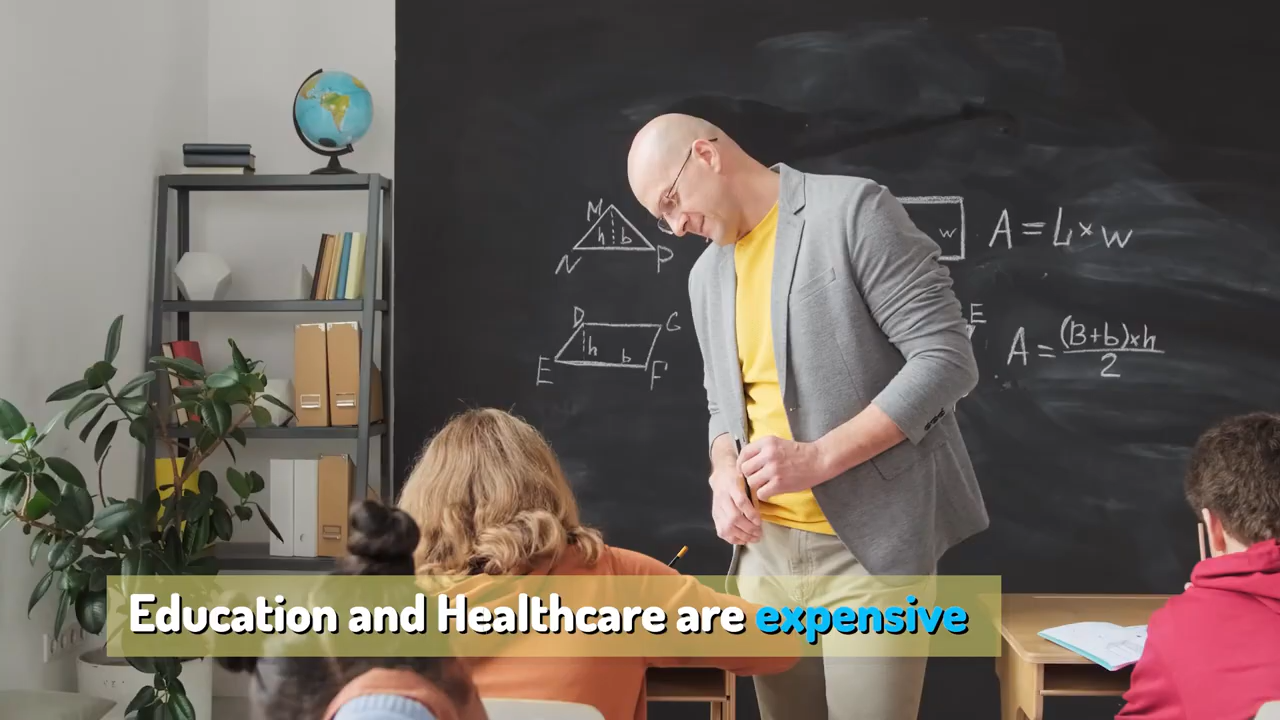 M
h b
N P
w
A = L × w
D G
h b
E F
E
A = (B+b)×h
2
Education and Healthcare are expensive